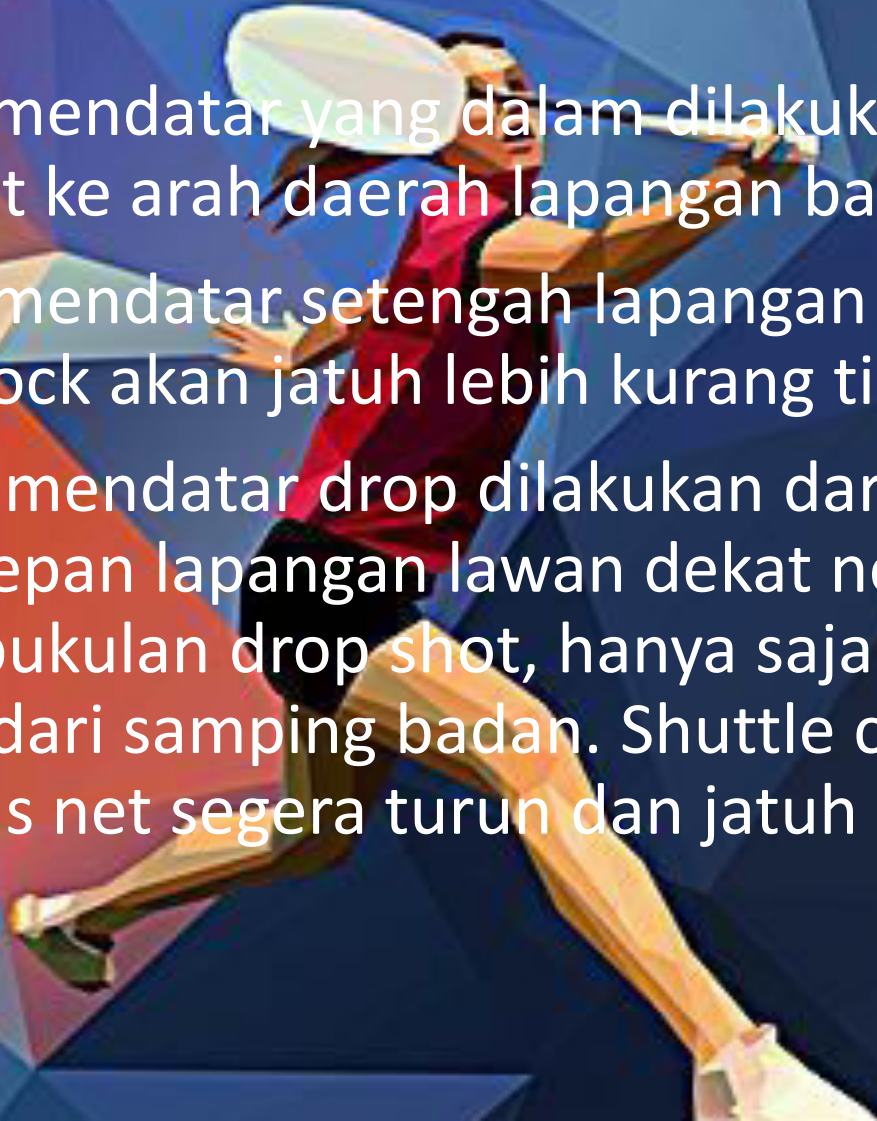 mendatar yang dalam dilakuk
t ke arah daerah lapangan ba
mendatar setengah lapangan
ock akan jatuh lebih kurang ti
mendatar drop dilakukan dar
epan lapangan lawan dekat ne
pukulan drop shot, hanya saja
dari samping badan. Shuttle c
s net segera turun dan jatuh